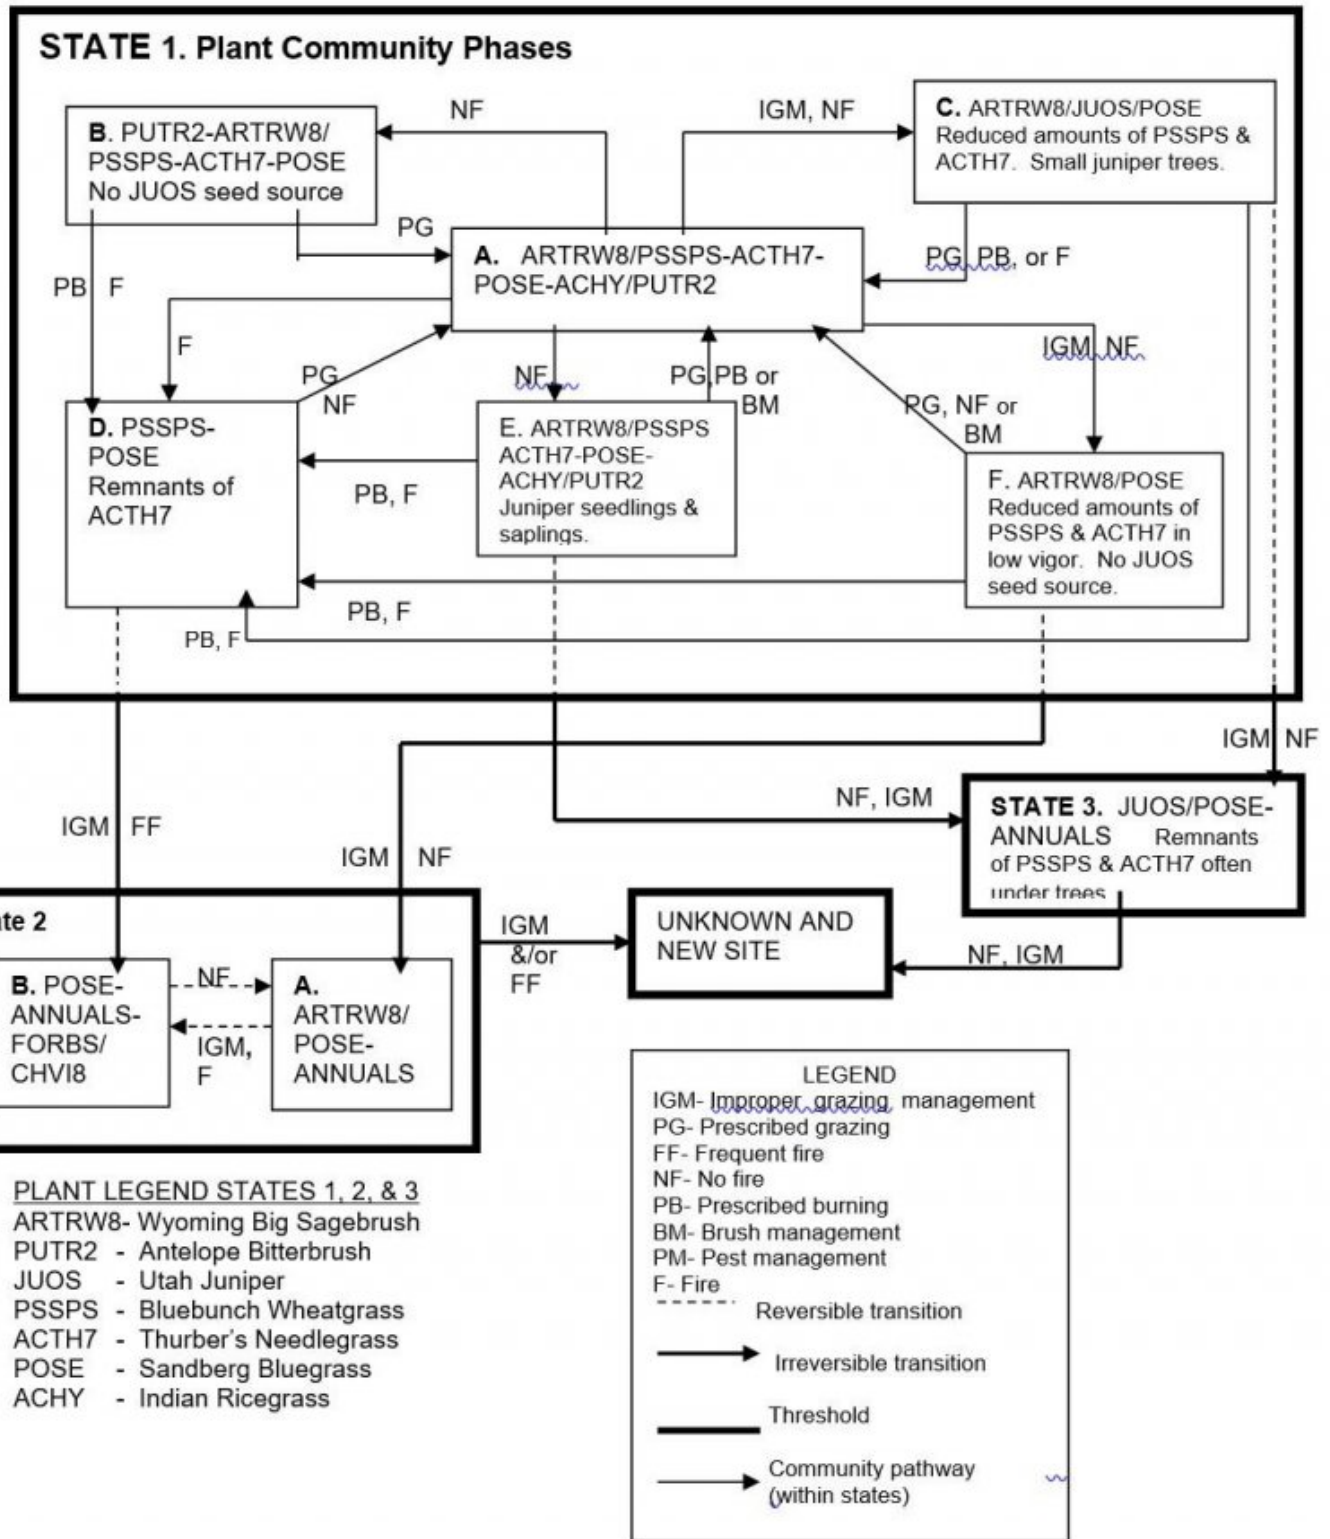 STATE 1. Plant Community Phases
NF
IGM, NF
B. PUTR2-ARTRW8/
PSSPS-ACTH7-POSE
No JUOS seed source
C. ARTRW8/JUOS/POSE
Reduced amounts of PSSPS &
ACTH7. Small juniper trees.
PG
A. ARTRW8/PSSPS-ACTH7-
POSE-ACHY/PUTR2
PG, PB, or F
PB F
F
IGM, NF
PG
NF
NF
PG,PB or
BM
PG, NF or
BM
D. PSSPS-
POSE
Remnants of
ACTH7
E. ARTRW8/PSSPS
ACTH7-POSE-
ACHY/PUTR2
Juniper seedlings &
saplings.
F. ARTRW8/POSE
Reduced amounts of
PSSPS & ACTH7 in
low vigor. No JUOS
seed source.
PB, F
PB, F
PB, F
IGM NF
NF, IGM
STATE 3. JUOS/POSE-
ANNUALS Remnants
of PSSPS & ACTH7 often
under trees
IGM FF
IGM NF
te 2
IGM
&/or
FF
UNKNOWN AND
NEW SITE
NF, IGM
B. POSE-
ANNUALS-
FORBS/
CHVI8
NF
IGM,
F
A.
ARTRW8/
POSE-
ANNUALS
LEGEND
IGM- Improper grazing management
PG- Prescribed grazing
FF- Frequent fire
NF- No fire
PB- Prescribed burning
BM- Brush management
PM- Pest management
F- Fire
Reversible transition
Irreversible transition
Threshold
Community pathway
(within states)
PLANT LEGEND STATES 1, 2, & 3
ARTRW8- Wyoming Big Sagebrush
PUTR2 - Antelope Bitterbrush
JUOS - Utah Juniper
PSSPS - Bluebunch Wheatgrass
ACTH7 - Thurber's Needlegrass
POSE - Sandberg Bluegrass
ACHY - Indian Ricegrass